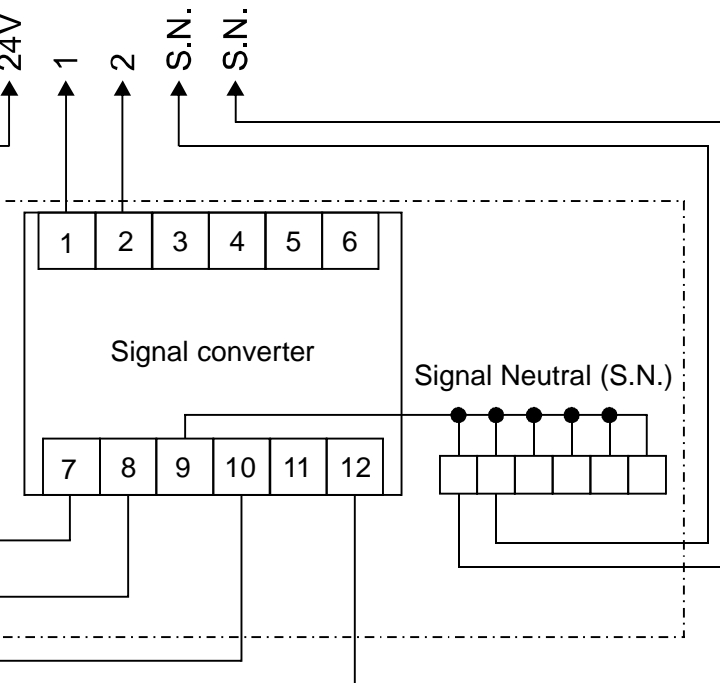 24V
1
2
S.N.
S.N.
1 2 3 4 5 6
Signal converter
Signal Neutral (S.N.)
7 8 9 10 11 12